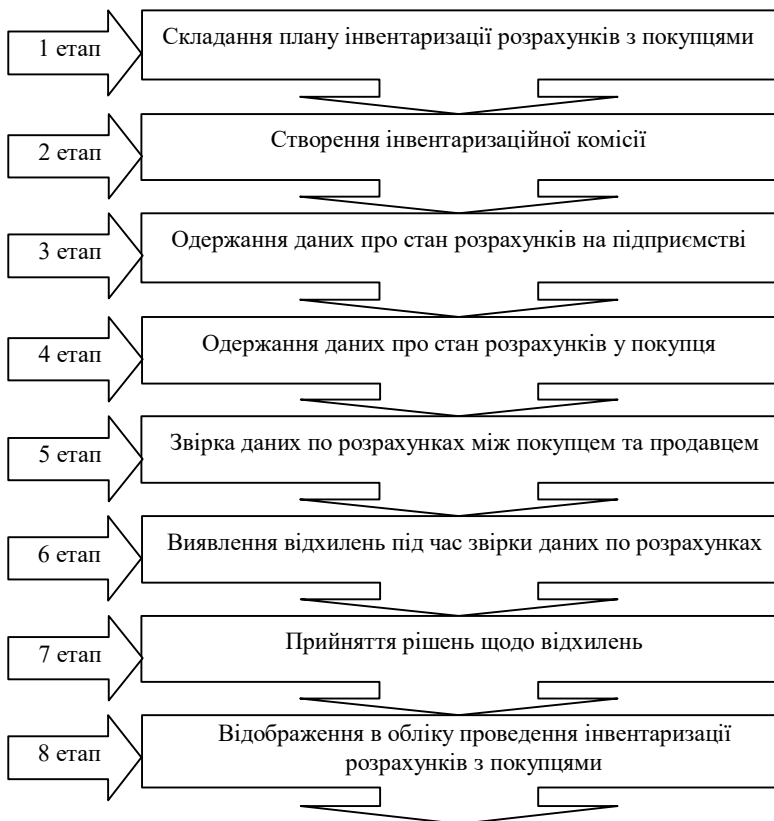 1 етап
Складання плану інвентаризації розрахунків з покупцями
2 етап
Створення інвентаризаційної комісії
3 етап
Одержання даних про стан розрахунків на підприємстві
4 етап
Одержання даних про стан розрахунків у покупця
5 етап
Звірка даних по розрахунках між покупцем та продавцем
6 етап
Виявлення відхилень під час звірки даних по розрахунках
7 етап
Прийняття рішень щодо відхилень
8 етап
Відображення в обліку проведення інвентаризації
розрахунків з покупцями